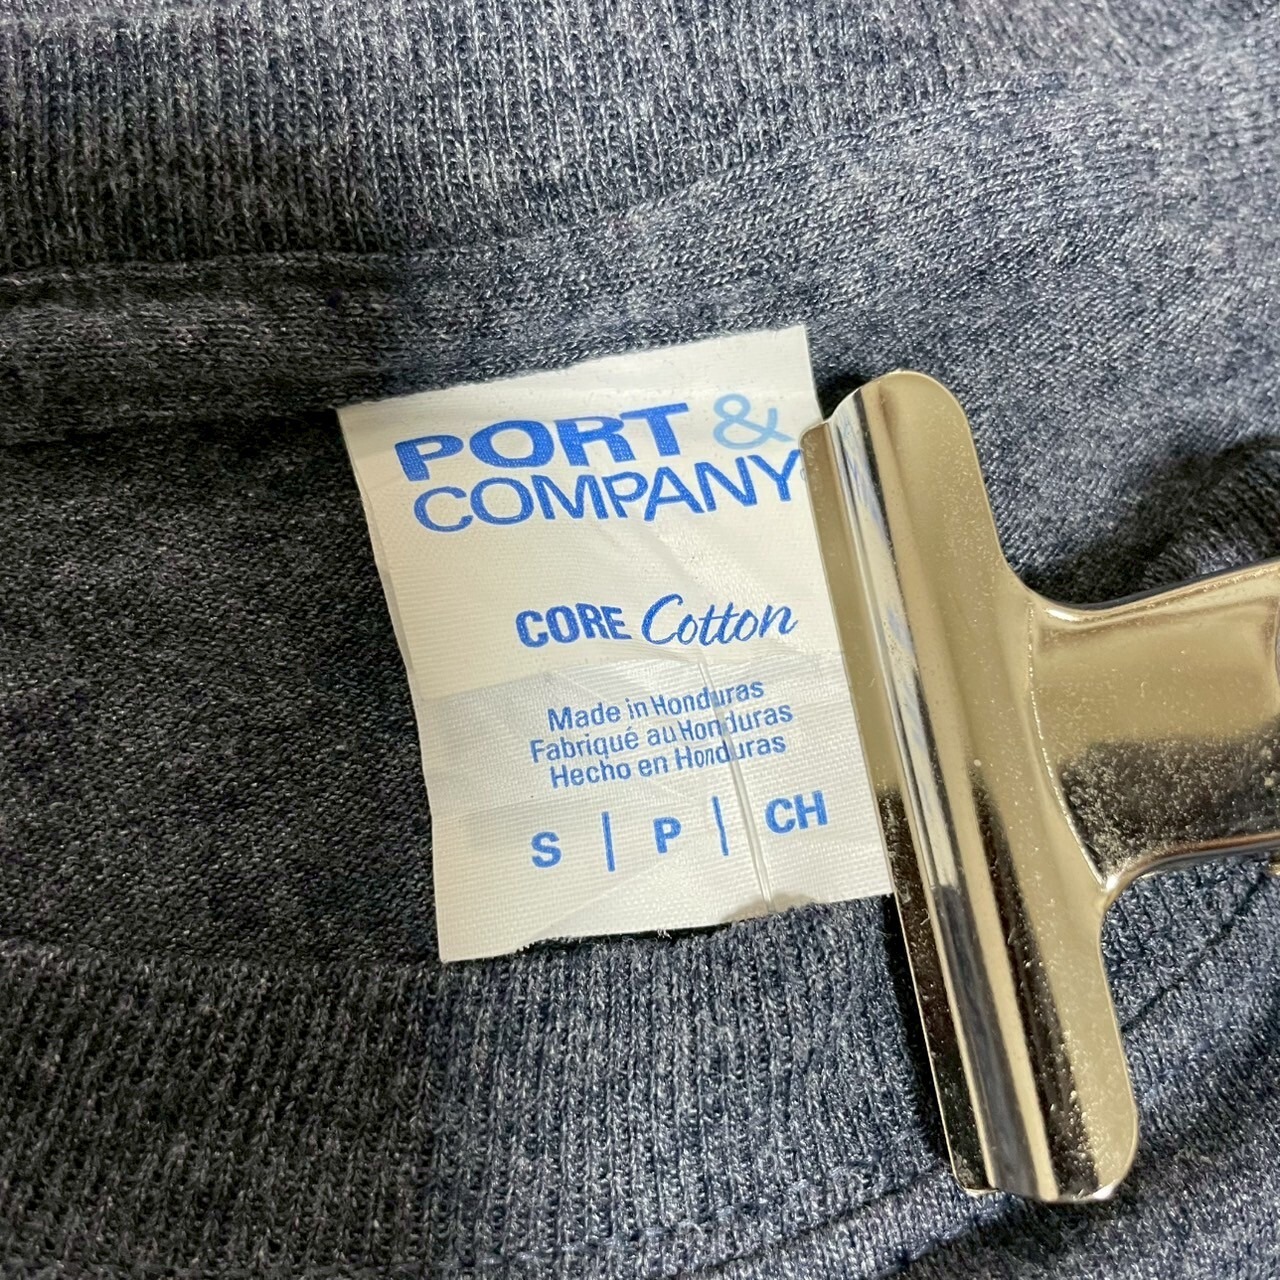 PORT &
COMPANY
CORE Cotton
Made in Honduras
Fabriqué au Honduras
Hecho en Honduras
S | P | CH